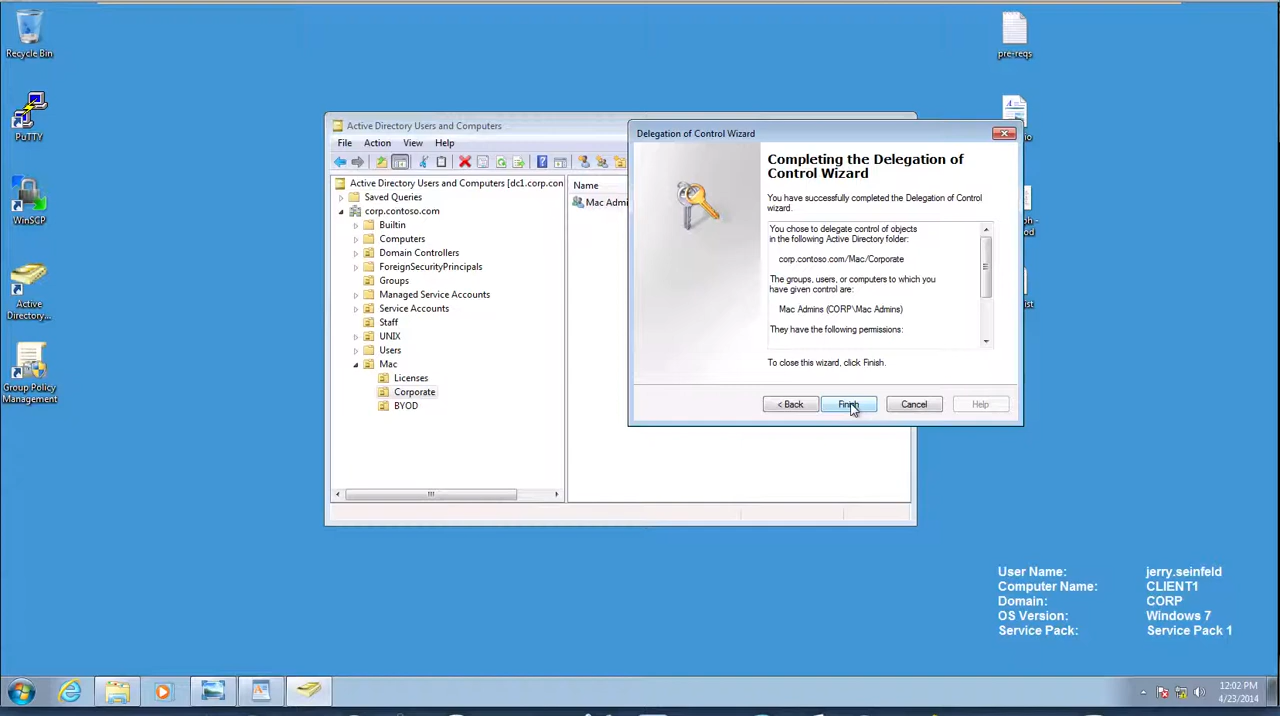 Recycle Bin
PuTTY
WinSCP
Active
Directory...
Group Policy
Management
pre-reqs
Active Directory Users and Computers
File Action View Help
Active Directory Users and Computers [dc1.corp.con
Saved Queries
corp.contoso.com
Builtin
Computers
Domain Controllers
ForeignSecurityPrincipals
Groups
Managed Service Accounts
Service Accounts
Staff
UNIX
Users
Mac
Licenses
Corporate
BYOD
Name
Mac Admi
Delegation of Control Wizard
Completing the Delegation of
Control Wizard
You have successfully completed the Delegation of Control
wizard.
You chose to delegate control of objects
in the following Active Directory folder:
corp.contoso.com/Mac/Corporate
The groups, users, or computers to which you
have given control are:
Mac Admins (CORP\Mac Admins)
They have the following permissions:
To close this wizard, click Finish.
< Back Finish Cancel Help
User Name: jerry.seinfeld
Computer Name: CLIENT1
Domain: CORP
OS Version: Windows 7
Service Pack: Service Pack 1
12:02 PM
4/23/2014